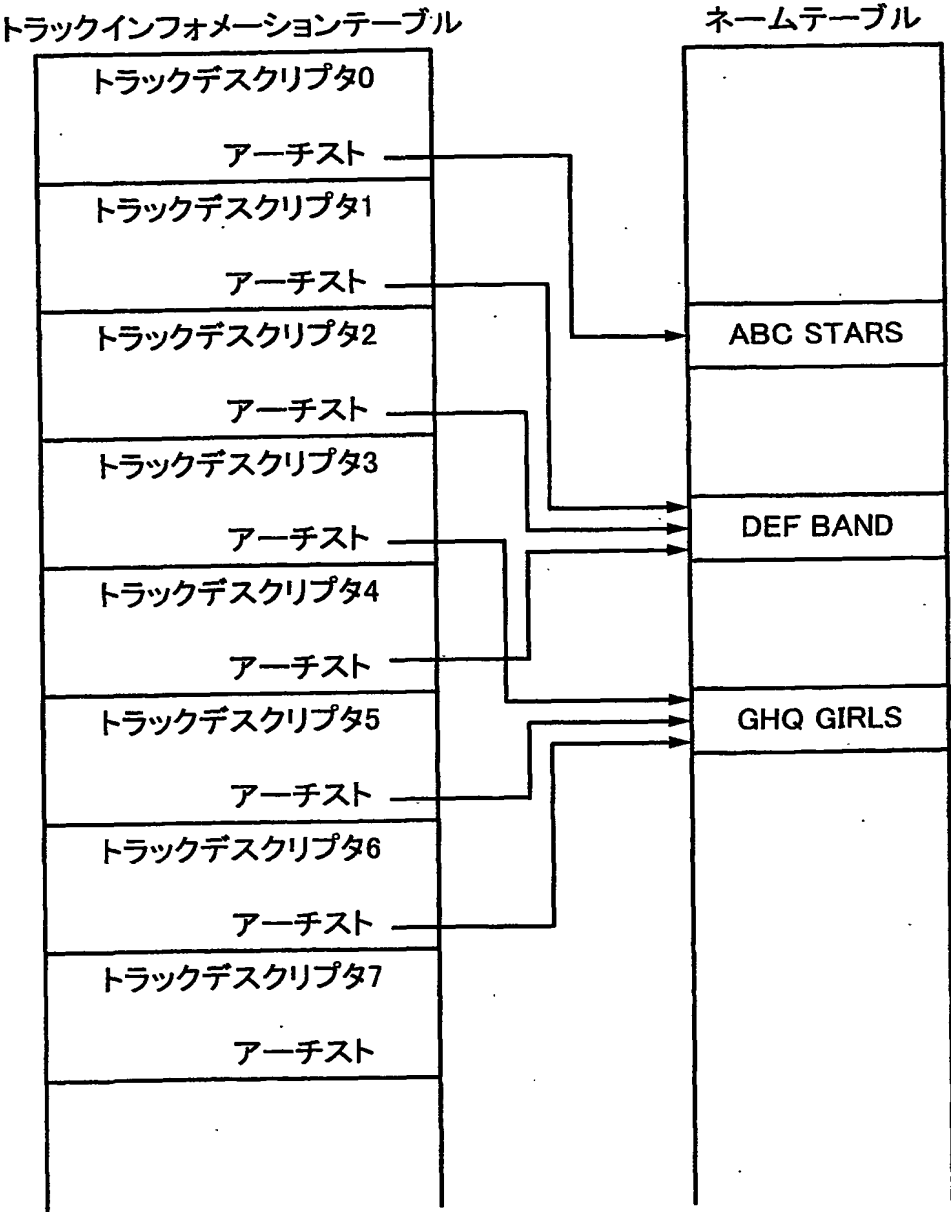 トラックインフォメーションテーブル
ネームテーブル
トラックデスクリプタ0
アーチスト
トラックデスクリプタ1
アーチスト
トラックデスクリプタ2
アーチスト
トラックデスクリプタ3
アーチスト
トラックデスクリプタ4
アーチスト
トラックデスクリプタ5
アーチスト
トラックデスクリプタ6
アーチスト
トラックデスクリプタ7
アーチスト
ABC STARS
DEF BAND
GHQ GIRLS